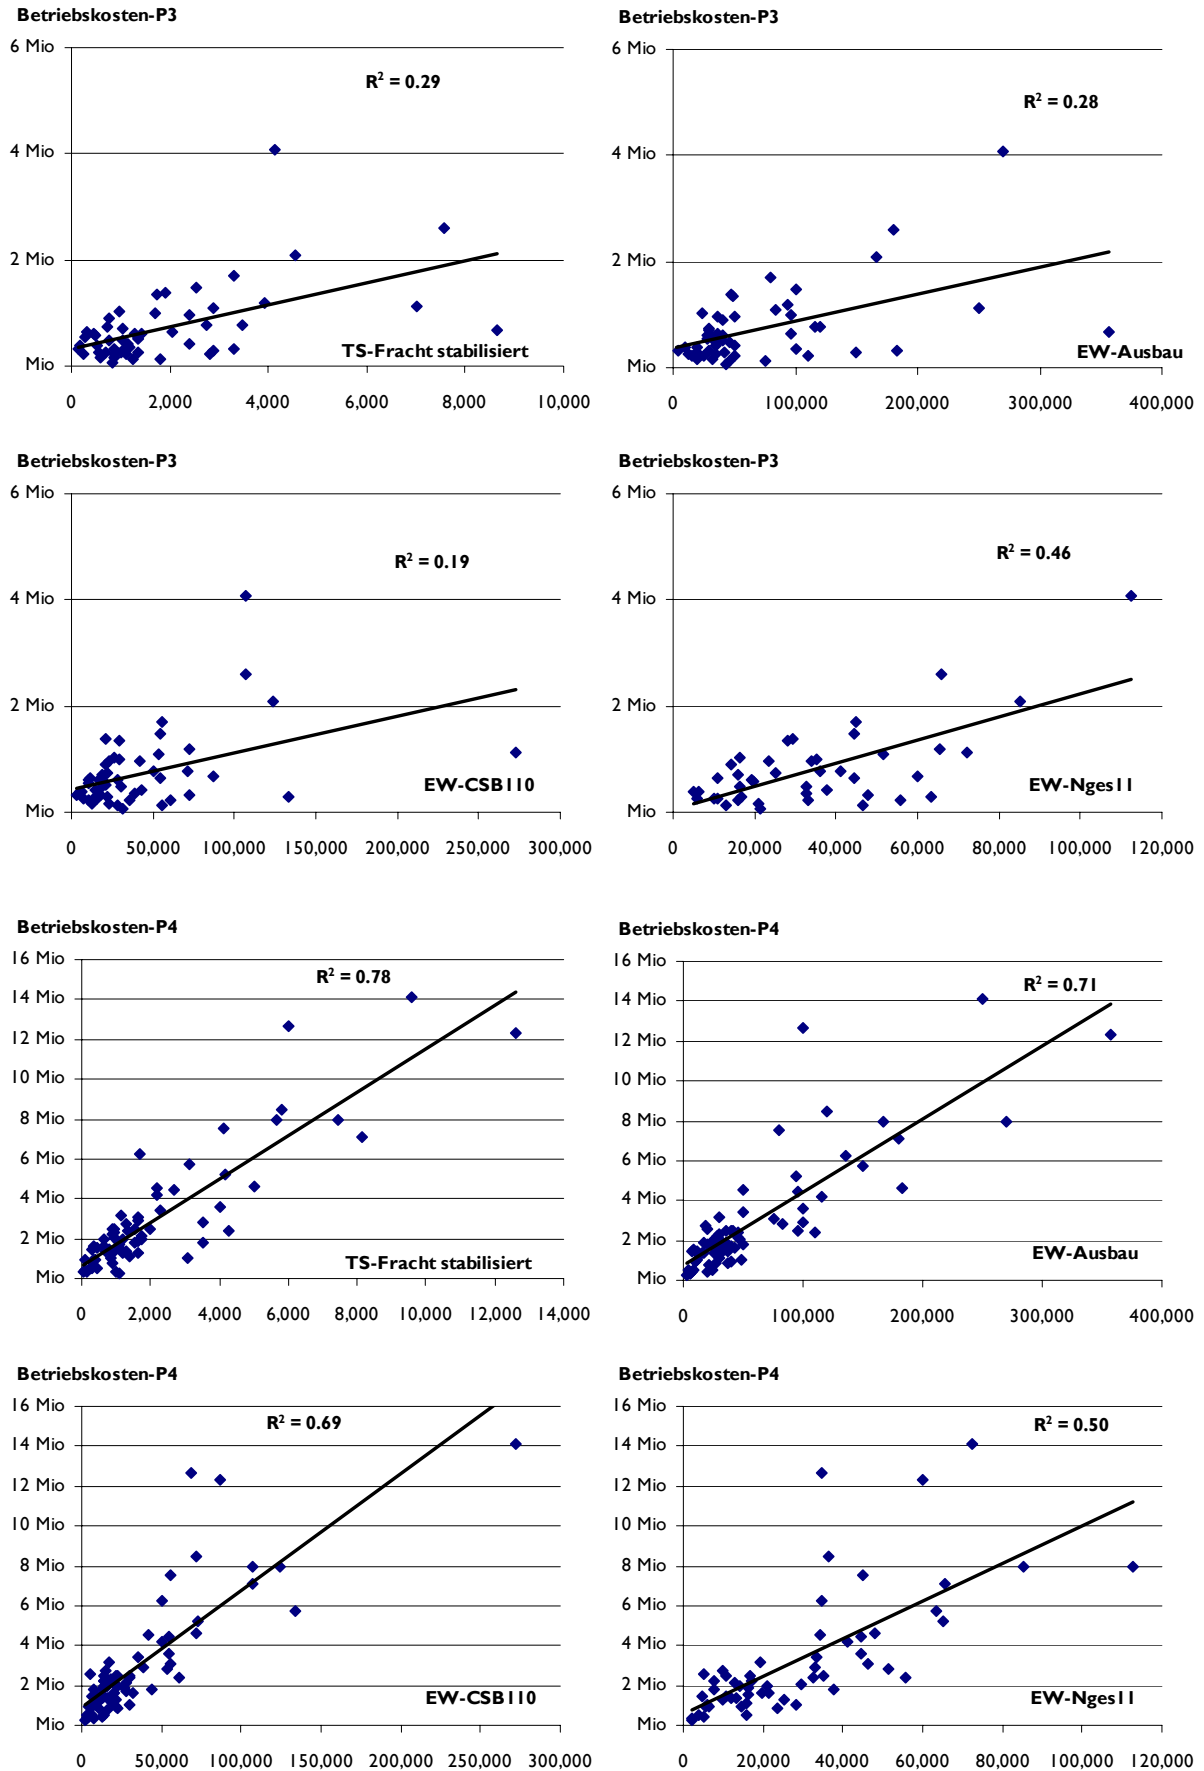 Betriebskosten-P3
6 Mio
R² = 0.29
4 Mio
2 Mio
TS-Fracht stabilisiert
Mio
0 2,000 4,000 6,000 8,000 10,000
Betriebskosten-P3
6 Mio
R² = 0.28
4 Mio
2 Mio
EW-Ausbau
Mio
0 100,000 200,000 300,000 400,000
Betriebskosten-P3
6 Mio
R² = 0.19
4 Mio
2 Mio
EW-CSB110
Mio
0 50,000 100,000 150,000 200,000 250,000 300,000
Betriebskosten-P3
6 Mio
R² = 0.46
4 Mio
2 Mio
EW-Nges11
Mio
0 20,000 40,000 60,000 80,000 100,000 120,000
Betriebskosten-P4
16 Mio
R² = 0.78
14 Mio
12 Mio
10 Mio
8 Mio
6 Mio
4 Mio
2 Mio
TS-Fracht stabilisiert
Mio
0 2,000 4,000 6,000 8,000 10,000 12,000 14,000
Betriebskosten-P4
16 Mio
R² = 0.71
14 Mio
12 Mio
10 Mio
8 Mio
6 Mio
4 Mio
2 Mio
EW-Ausbau
Mio
0 100,000 200,000 300,000 400,000
Betriebskosten-P4
16 Mio
R² = 0.69
14 Mio
12 Mio
10 Mio
8 Mio
6 Mio
4 Mio
2 Mio
EW-CSB110
Mio
0 50,000 100,000 150,000 200,000 250,000 300,000
Betriebskosten-P4
16 Mio
R² = 0.50
14 Mio
12 Mio
10 Mio
8 Mio
6 Mio
4 Mio
2 Mio
EW-Nges11
Mio
0 20,000 40,000 60,000 80,000 100,000 120,000